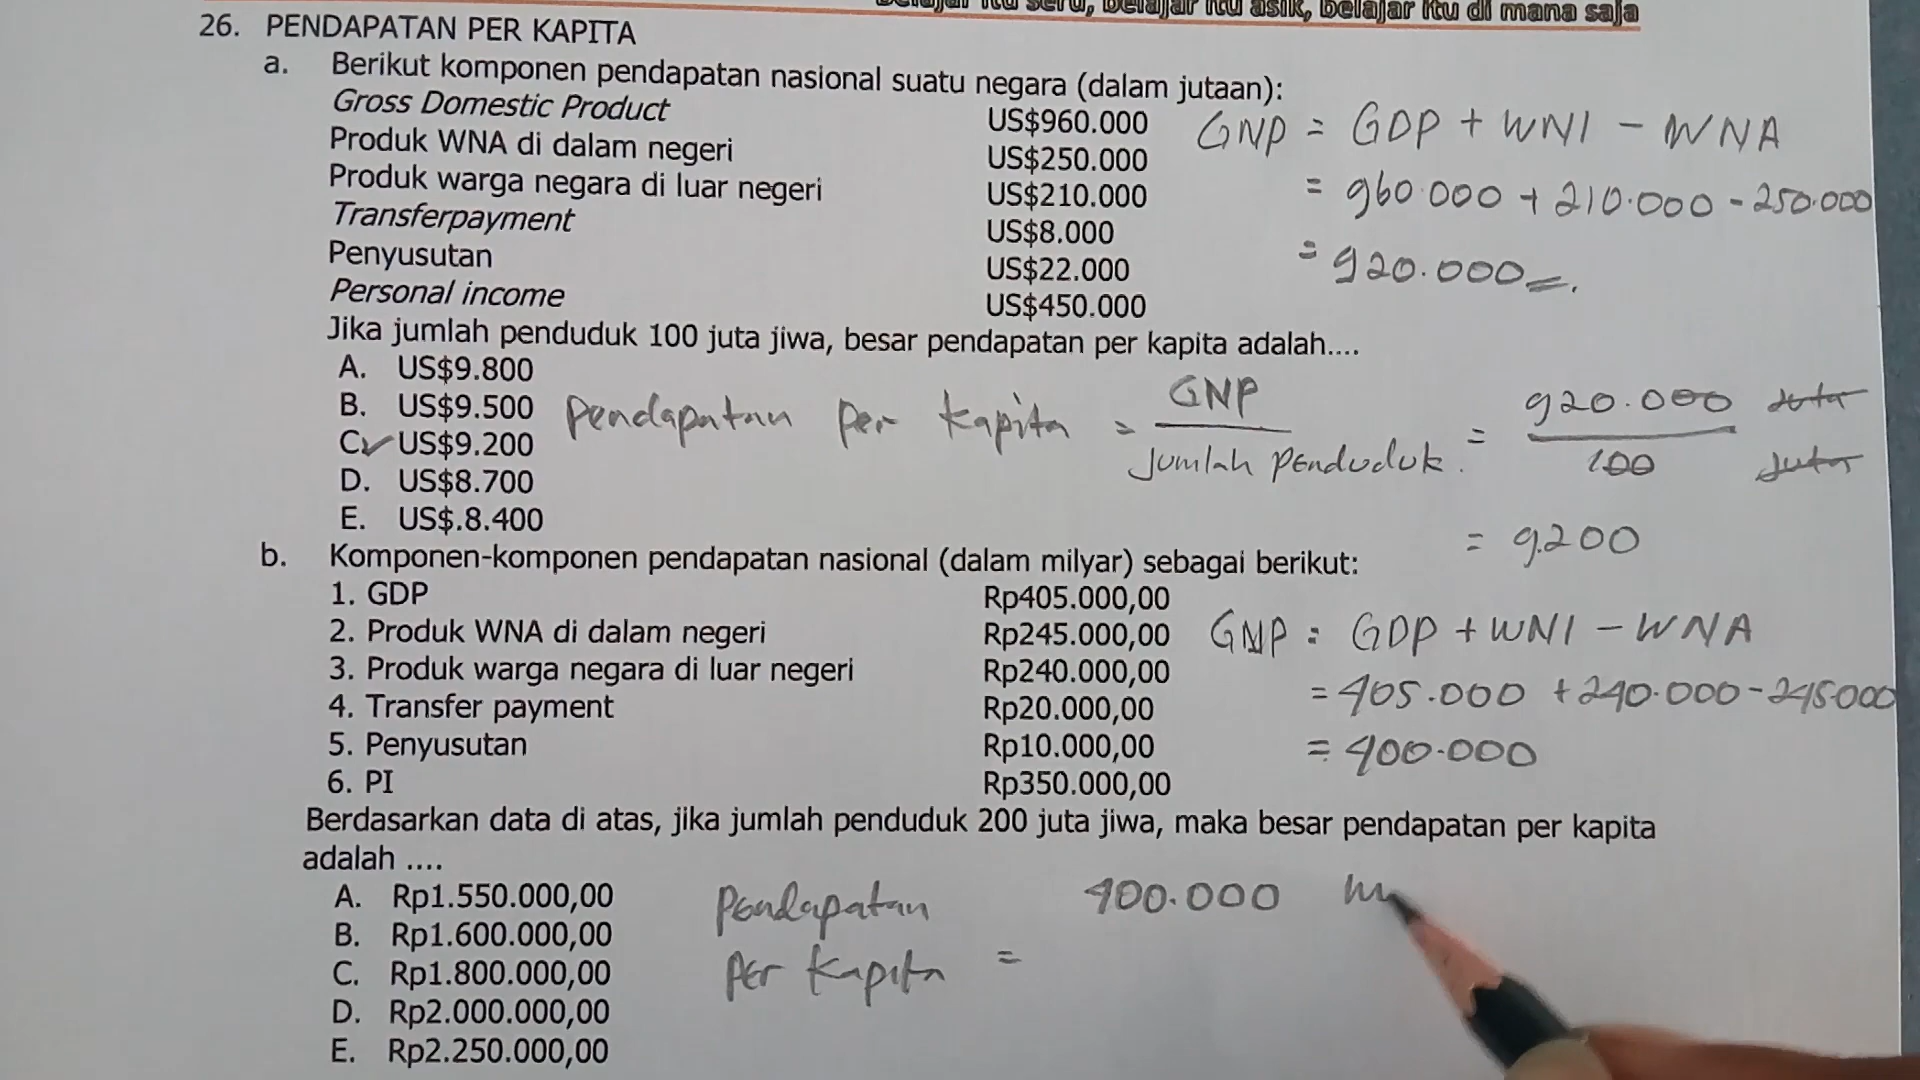 Belajar itu seru, belajar itu asik, belajar itu di mana saja
26. PENDAPATAN PER KAPITA
a. Berikut komponen pendapatan nasional suatu negara (dalam jutaan):
Gross Domestic Product US$960.000
Produk WNA di dalam negeri US$250.000
Produk warga negara di luar negeri US$210.000
Transferpayment US$8.000
Penyusutan US$22.000
Personal income US$450.000
GNP = GDP + WNI - WNA
= 960.000 + 210.000 - 250.000
= 920.000
Jika jumlah penduduk 100 juta jiwa, besar pendapatan per kapita adalah....
A. US$9.800
B. US$9.500
C. US$9.200
D. US$8.700
E. US$.8.400
Pendapatan Per Kapita = GNP = 920.000 juta
Jumlah Penduduk. 100 juta
= 9.200
b. Komponen-komponen pendapatan nasional (dalam milyar) sebagai berikut:
1. GDP Rp405.000,00
2. Produk WNA di dalam negeri Rp245.000,00
3. Produk warga negara di luar negeri Rp240.000,00
4. Transfer payment Rp20.000,00
5. Penyusutan Rp10.000,00
6. PI Rp350.000,00
GNP = GDP + WNI - WNA
= 405.000 + 240.000 - 245.000
= 400.000
Berdasarkan data di atas, jika jumlah penduduk 200 juta jiwa, maka besar pendapatan per kapita
adalah ....
A. Rp1.550.000,00
B. Rp1.600.000,00
C. Rp1.800.000,00
D. Rp2.000.000,00
E. Rp2.250.000,00
Pendapatan 400.000
Per Kapita =